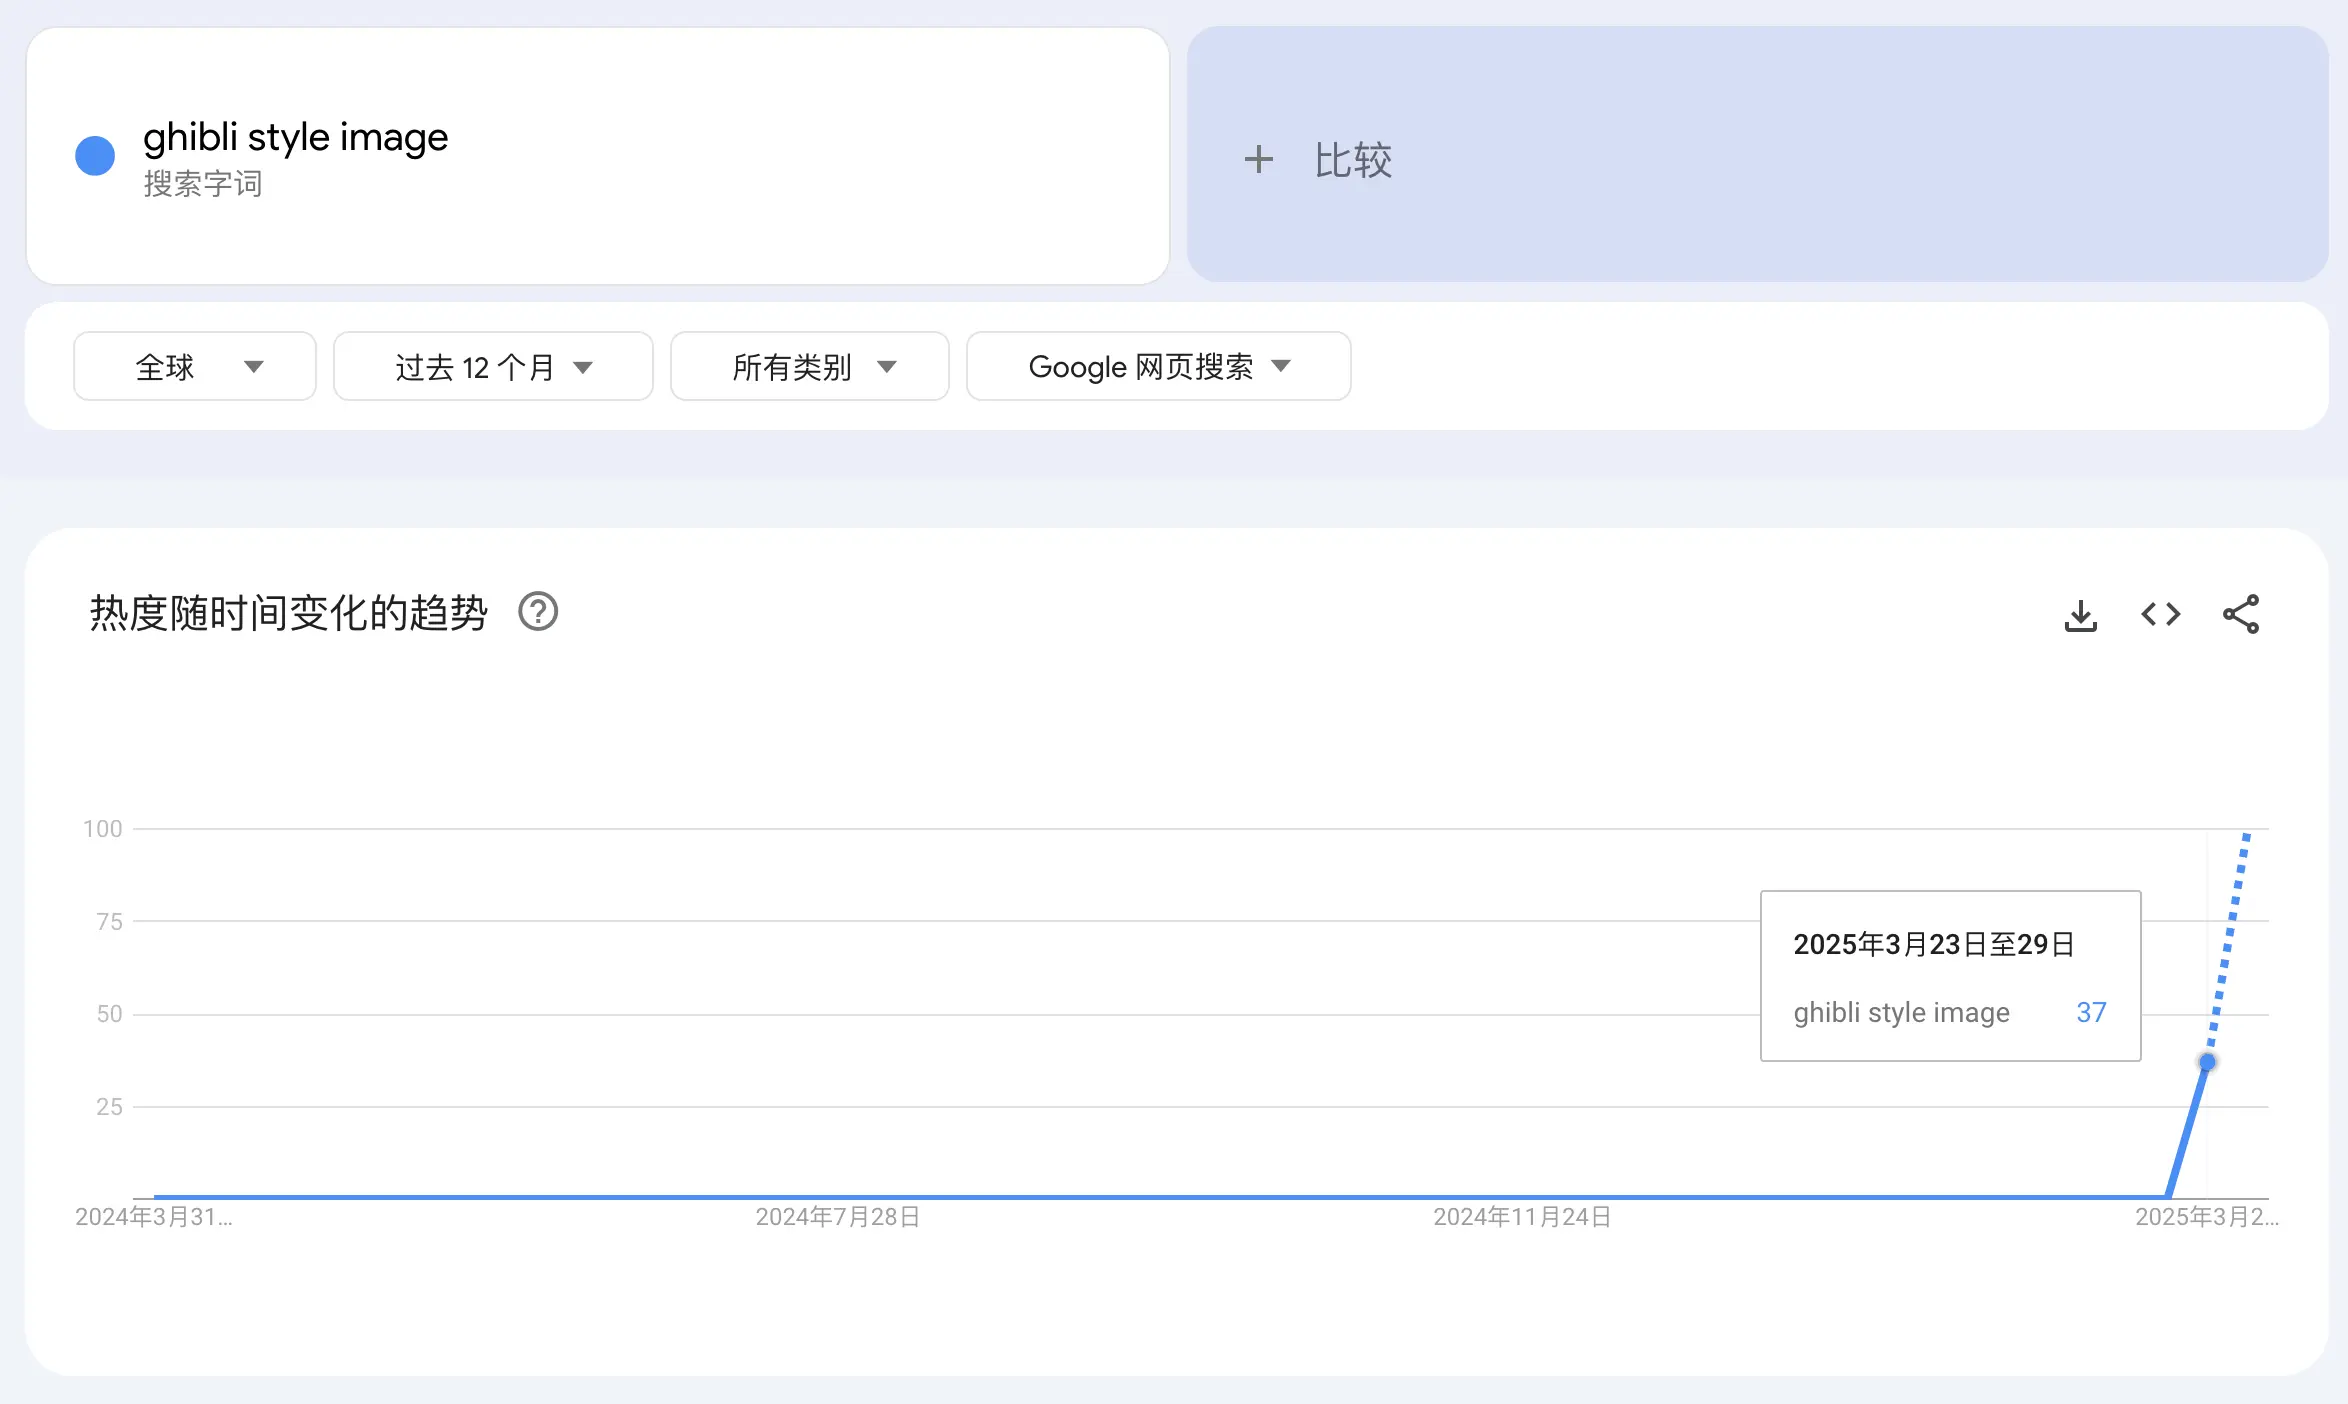 ghibli style image
搜索字词
+ 比较
全球
过去 12 个月
所有类别
Google 网页搜索
热度随时间变化的趋势
100
75
50
25
2025年3月23日至29日
ghibli style image 37
2024年3月31...
2024年7月28日
2024年11月24日
2025年3月2...